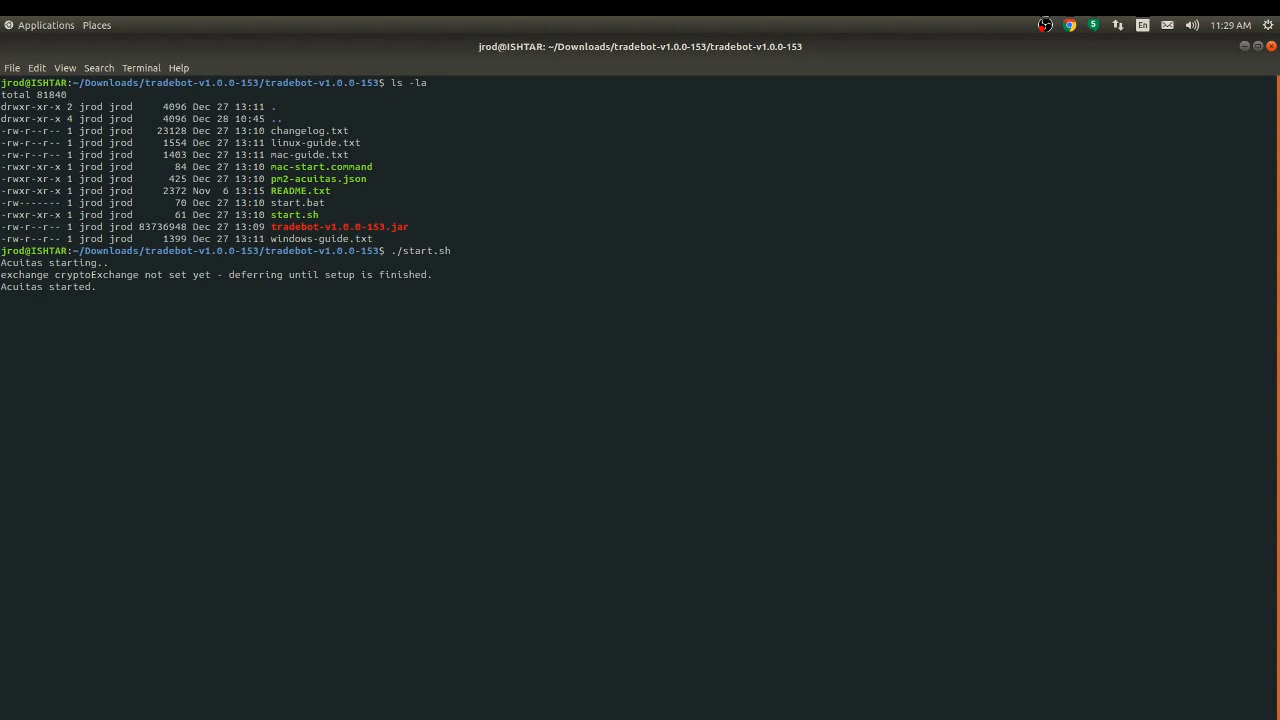 Applications Places 5 En 11:29 AM
jrod@ISHTAR: ~/Downloads/tradebot-v1.0.0-153/tradebot-v1.0.0-153
File Edit View Search Terminal Help
jrod@ISHTAR:~/Downloads/tradebot-v1.0.0-153/tradebot-v1.0.0-153$ ls -la
total 81840
drwxr-xr-x 2 jrod jrod     4096 Dec 27 13:11 .
drwxr-xr-x 4 jrod jrod     4096 Dec 28 10:45 ..
-rw-r--r-- 1 jrod jrod    23128 Dec 27 13:10 changelog.txt
-rw-r--r-- 1 jrod jrod     1554 Dec 27 13:11 linux-guide.txt
-rw-r--r-- 1 jrod jrod     1403 Dec 27 13:11 mac-guide.txt
-rwxr-xr-x 1 jrod jrod       84 Dec 27 13:10 mac-start.command
-rwxr-xr-x 1 jrod jrod      425 Dec 27 13:10 pm2-acuitas.json
-rwxr-xr-x 1 jrod jrod     2372 Nov  6 13:15 README.txt
-rw------- 1 jrod jrod       70 Dec 27 13:10 start.bat
-rwxr-xr-x 1 jrod jrod       61 Dec 27 13:10 start.sh
-rw-r--r-- 1 jrod jrod 83736948 Dec 27 13:09 tradebot-v1.0.0-153.jar
-rw-r--r-- 1 jrod jrod     1399 Dec 27 13:11 windows-guide.txt
jrod@ISHTAR:~/Downloads/tradebot-v1.0.0-153/tradebot-v1.0.0-153$ ./start.sh
Acuitas starting..
exchange cryptoExchange not set yet - deferring until setup is finished.
Acuitas started.